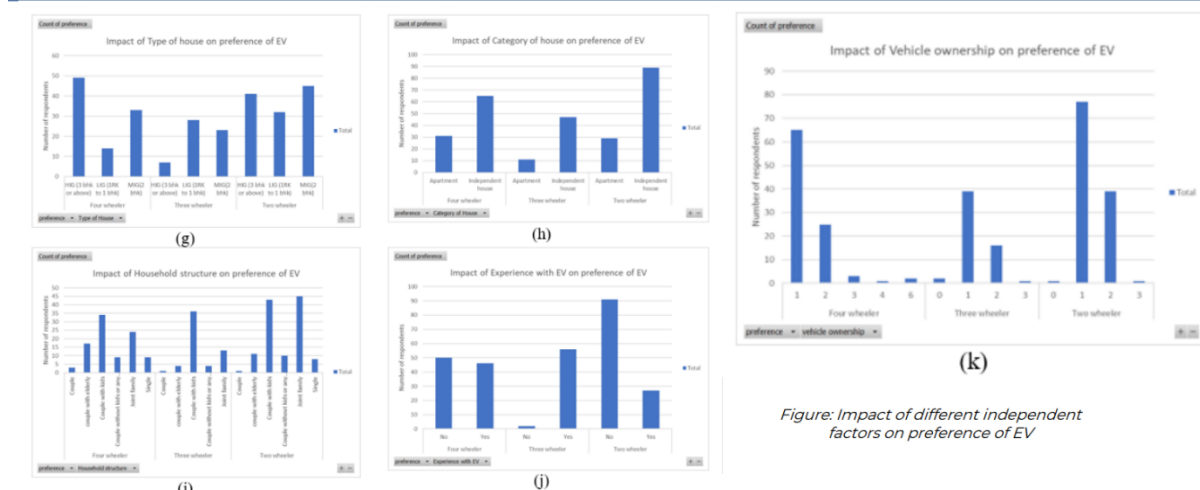 Count of preference
Impact of Type of house on preference of EV
60
50
40
30
20
10
0
Number of respondents
HIG (3 bhk or above) LIG (1RK to 1 bhk) MIG(2 bhk) HIG (3 bhk or above) LIG (1RK to 1 bhk) MIG(2 bhk) HIG (3 bhk or above) LIG (1RK to 1 bhk) MIG(2 bhk)
Four wheeler Three wheeler Two wheeler
Total
preference Type of House
(g)
Count of preference
Impact of Category of house on preference of EV
100
90
80
70
60
50
40
30
20
10
0
Number of respondents
Apartment Independent house Apartment Independent house Apartment Independent house
Four wheeler Three wheeler Two wheeler
Total
preference Category of House
(h)
Count of preference
Impact of Vehicle ownership on preference of EV
90
80
70
60
50
40
30
20
10
0
Number of respondents
1 2 3 4 6 0 1 2 3 0 1 2 3
Four wheeler Three wheeler Two wheeler
Total
preference vehicle ownership
(k)
Count of preference
Impact of Household structure on preference of EV
50
45
40
35
30
25
20
15
10
5
0
Number of respondents
Couple couple with elderly Couple with kids Couple without kids or any.. Joint family Single Couple couple with elderly Couple with kids Couple without kids or any.. Joint family Couple couple with elderly Couple with kids Couple without kids or any.. Joint family Single
Four wheeler Three wheeler Two wheeler
Total
preference Household structure
(i)
Count of preference
Impact of Experience with EV on preference of EV
100
90
80
70
60
50
40
30
20
10
0
Number of respondents
No Yes No Yes No Yes
Four wheeler Three wheeler Two wheeler
Total
preference Experience with EV
(j)
Figure: Impact of different independent
factors on preference of EV